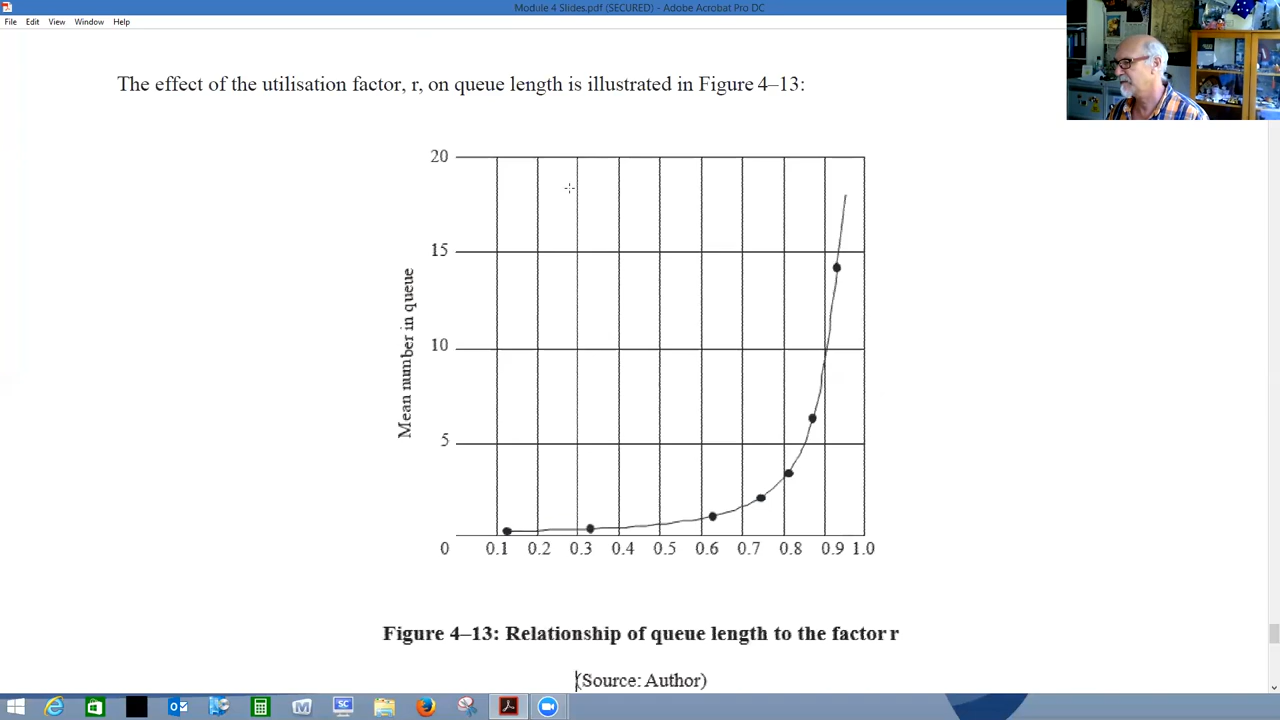 Module 4 Slides.pdf (SECURED) - Adobe Acrobat Pro DC
File Edit View Window Help
The effect of the utilisation factor, r, on queue length is illustrated in Figure 4–13:
20
15
10
5
Mean number in queue
0 0.1 0.2 0.3 0.4 0.5 0.6 0.7 0.8 0.9 1.0
Figure 4–13: Relationship of queue length to the factor r
(Source: Author)